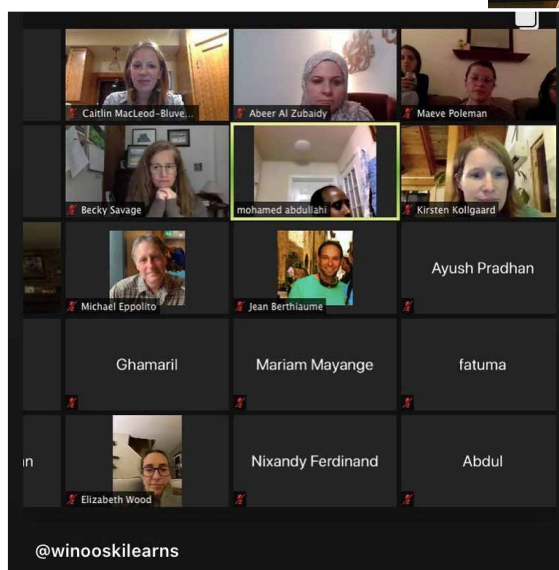 Caitlin MacLeod-Bluve...
Abeer Al Zubaidy
Maeve Poleman
Becky Savage
mohamed abdullahi
Kirsten Kollgaard
Michael Eppolito
Jean Berthiaume
Ayush Pradhan
Ghamaril
Mariam Mayange
fatuma
n
Elizabeth Wood
Nixandy Ferdinand
Abdul
@winooskilearns